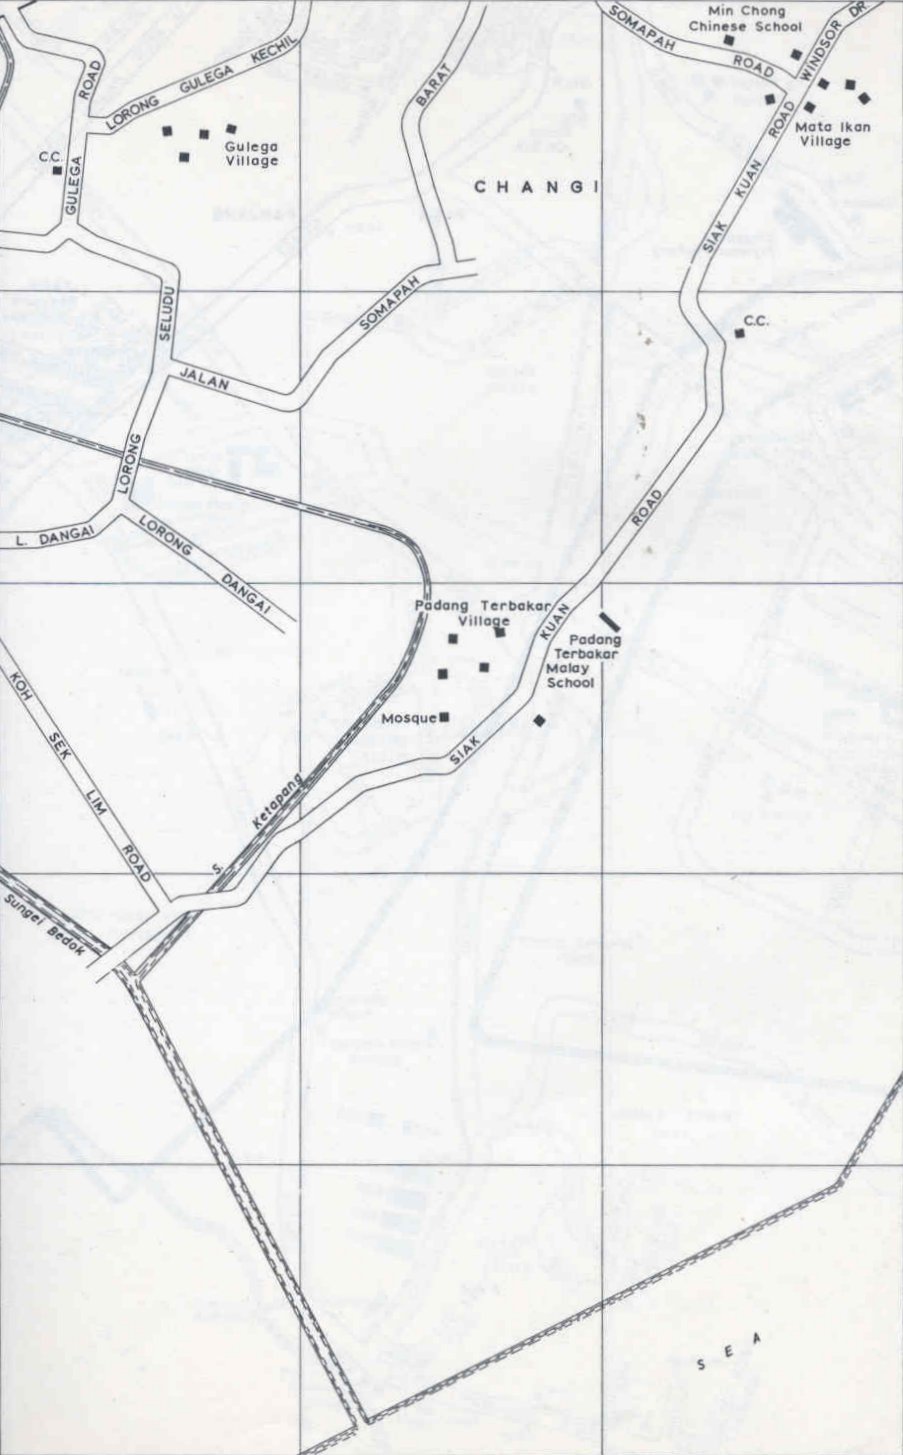 Min Chong
Chinese School
SOMAPAH ROAD
WINDSOR DR
ROAD
LORONG GULEGA KECHIL
BARAT
Gulega
Village
C.C.
GULEGA
Mata Ikan
Village
CHANGI
SIAK KUAN ROAD
SELUDU
SOMAPAH
JALAN
C.C.
LORONG
L. DANGAI
LORONG DANGAI
ROAD
KUAN
SIAK
Padang Terbakar
Village
Padang
Terbakar
Malay
School
Mosque
KOH SEK LIM ROAD
S. Ketapang
Sungei Bedok
SEA